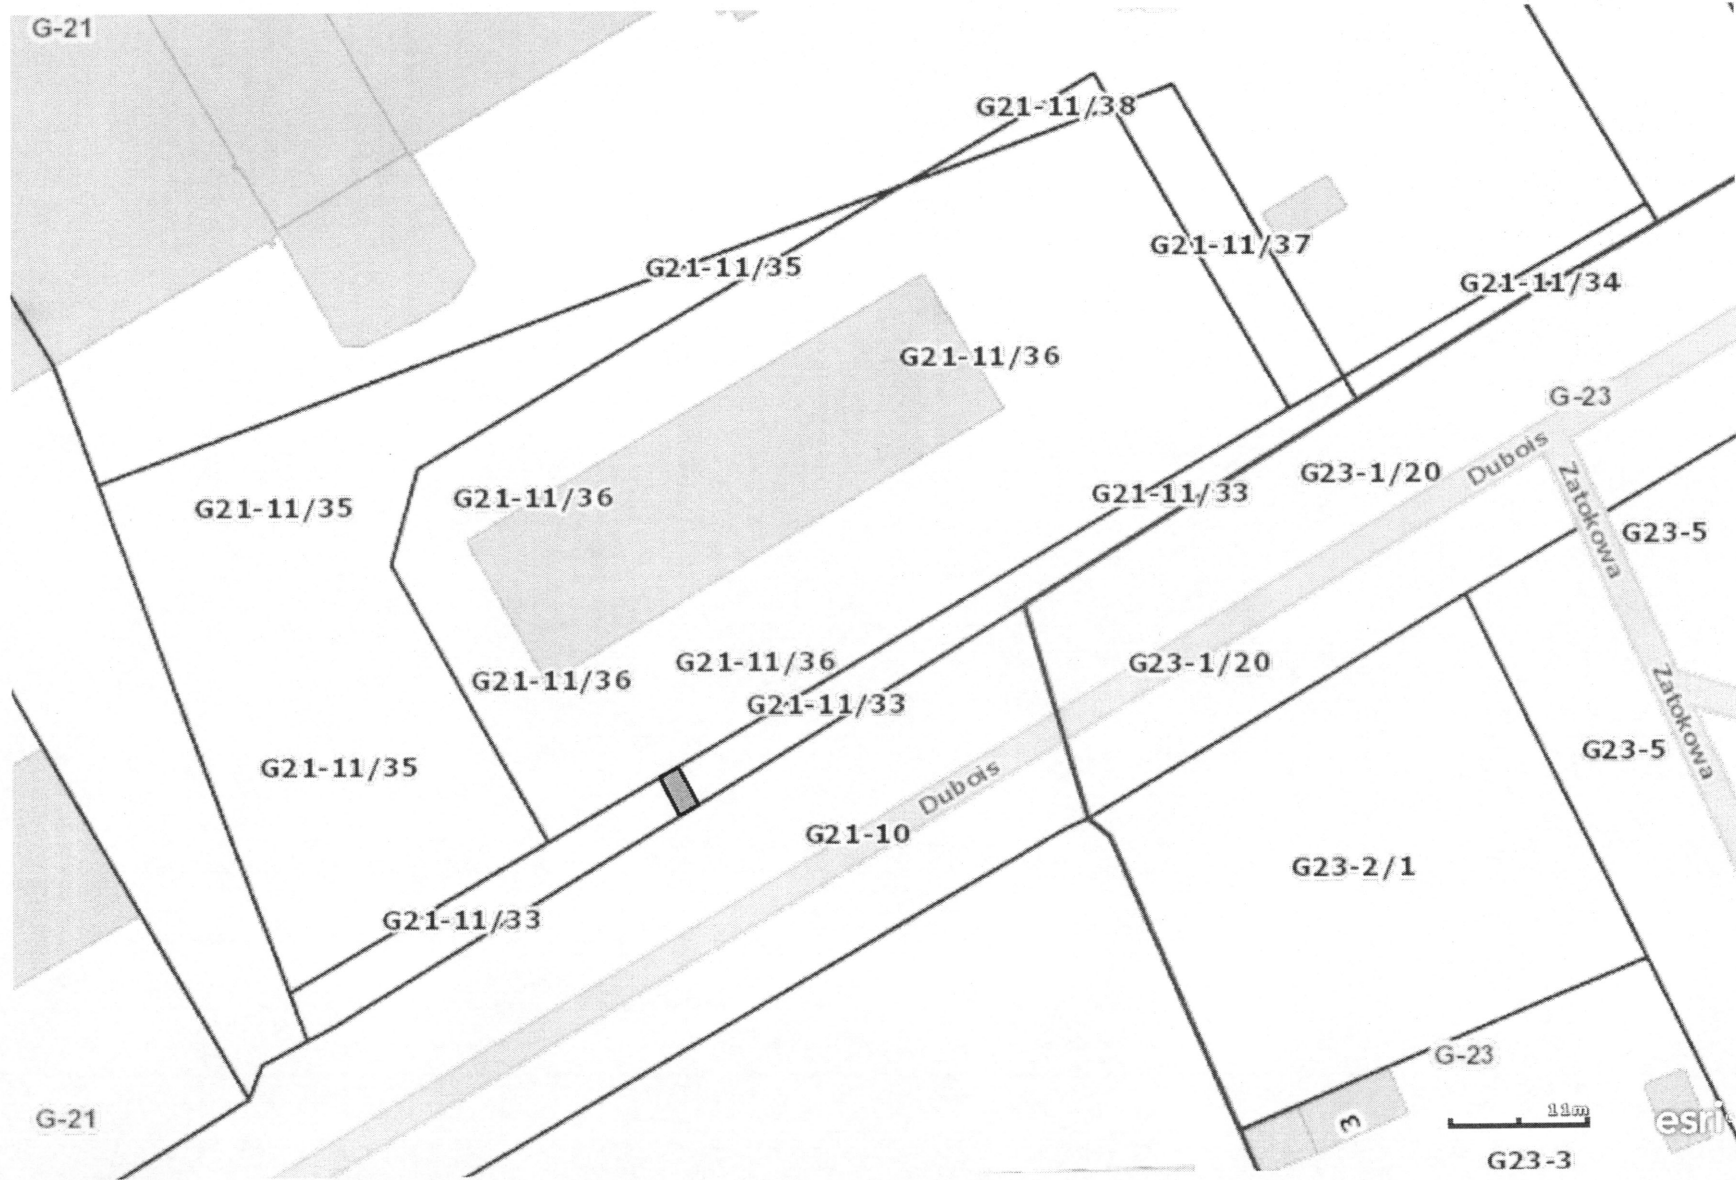 G-21
G21-11/38
G21-11/37
G21-11/35
G21-11/34
G21-11/36
G-23
Dubois
G23-1/20
G21-11/33
G21-11/36
G21-11/35
Zatokowa
G23-5
G21-11/36
G23-1/20
G21-11/36
G21-11/33
Zatokowa
G23-5
G21-11/35
Dubois
G21-10
G23-2/1
G21-11/33
G-23
G-21
3
11m
esri
G23-3